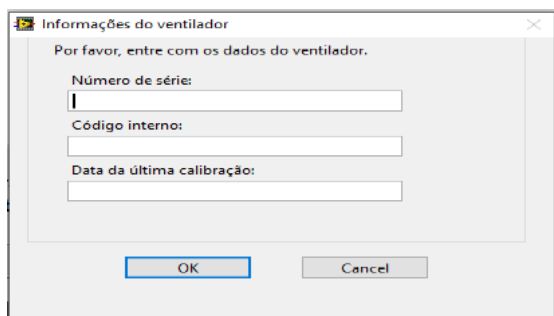 Informações do ventilador
Por favor, entre com os dados do ventilador.
Número de série:
Código interno:
Data da última calibração:
OK Cancel